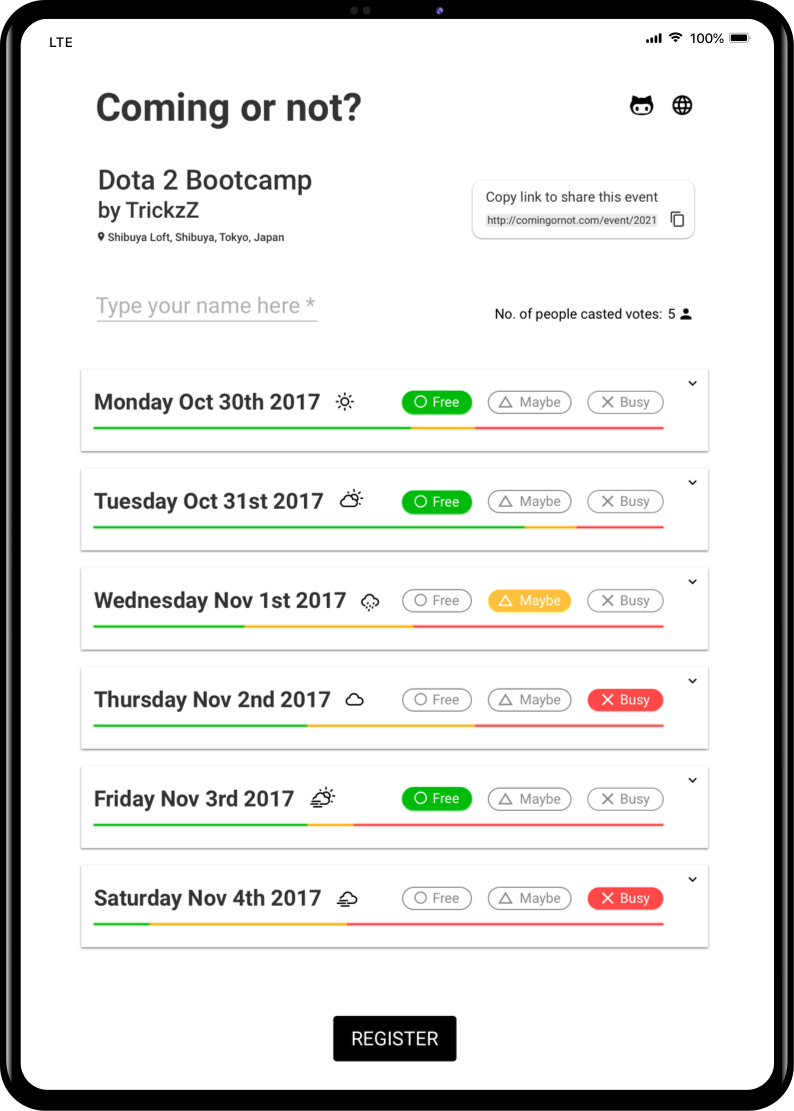 LTE
100%
Coming or not?
Dota 2 Bootcamp
by TrickzZ
Shibuya Loft, Shibuya, Tokyo, Japan
Copy link to share this event
http://comingornot.com/event/2021
Type your name here *
No. of people casted votes: 5
Monday Oct 30th 2017 Free Maybe Busy
Tuesday Oct 31st 2017 Free Maybe Busy
Wednesday Nov 1st 2017 Free Maybe Busy
Thursday Nov 2nd 2017 Free Maybe Busy
Friday Nov 3rd 2017 Free Maybe Busy
Saturday Nov 4th 2017 Free Maybe Busy
REGISTER